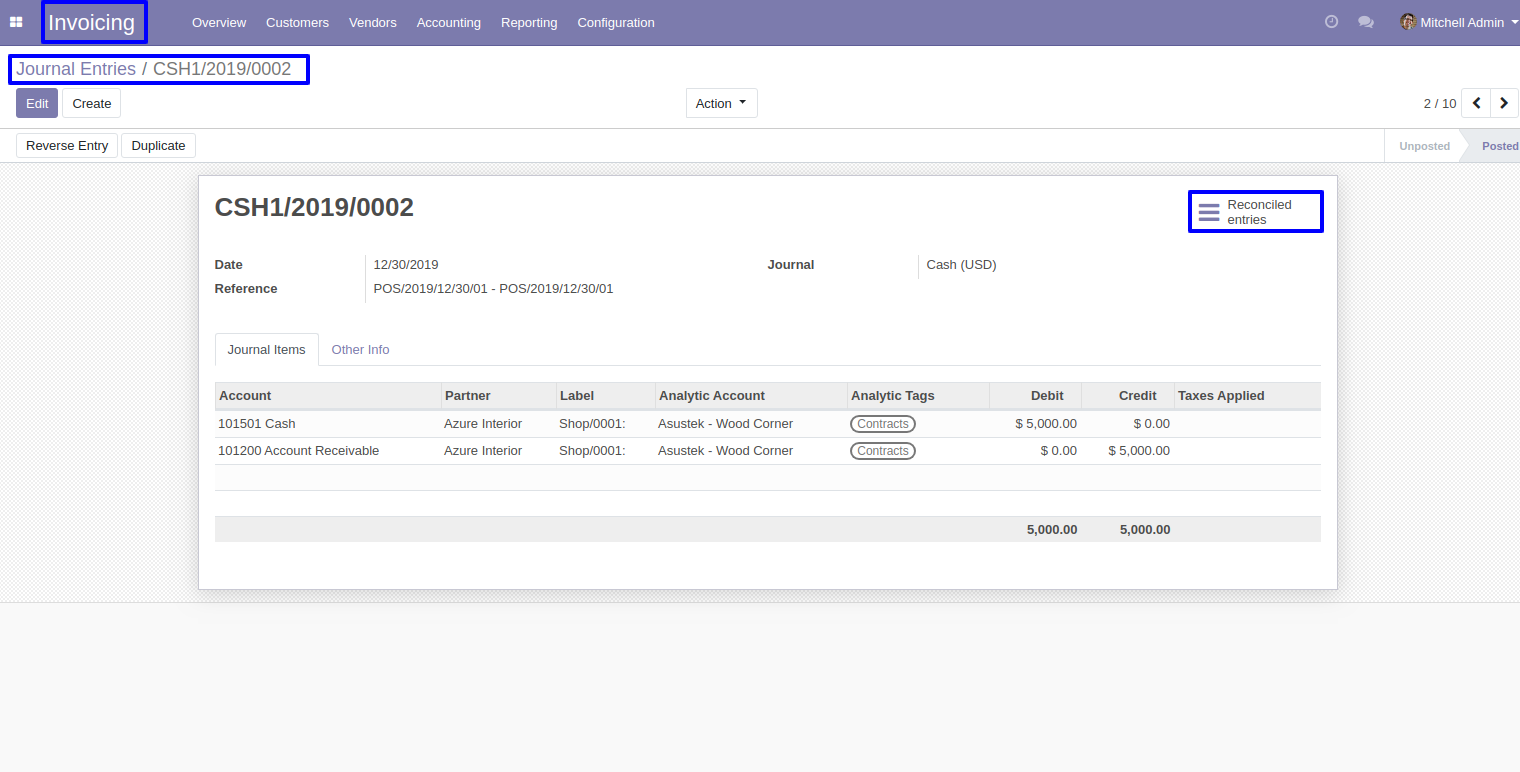 Invoicing Overview Customers Vendors Accounting Reporting Configuration Mitchell Admin
Journal Entries / CSH1/2019/0002
Edit Create Action 2 / 10
Reverse Entry Duplicate Unposted Posted
CSH1/2019/0002
Reconciled
entries
Date 12/30/2019 Journal Cash (USD)
Reference POS/2019/12/30/01 - POS/2019/12/30/01
Journal Items Other Info
Account Partner Label Analytic Account Analytic Tags Debit Credit Taxes Applied
101501 Cash Azure Interior Shop/0001: Asustek - Wood Corner Contracts $ 5,000.00 $ 0.00
101200 Account Receivable Azure Interior Shop/0001: Asustek - Wood Corner Contracts $ 0.00 $ 5,000.00
5,000.00 5,000.00